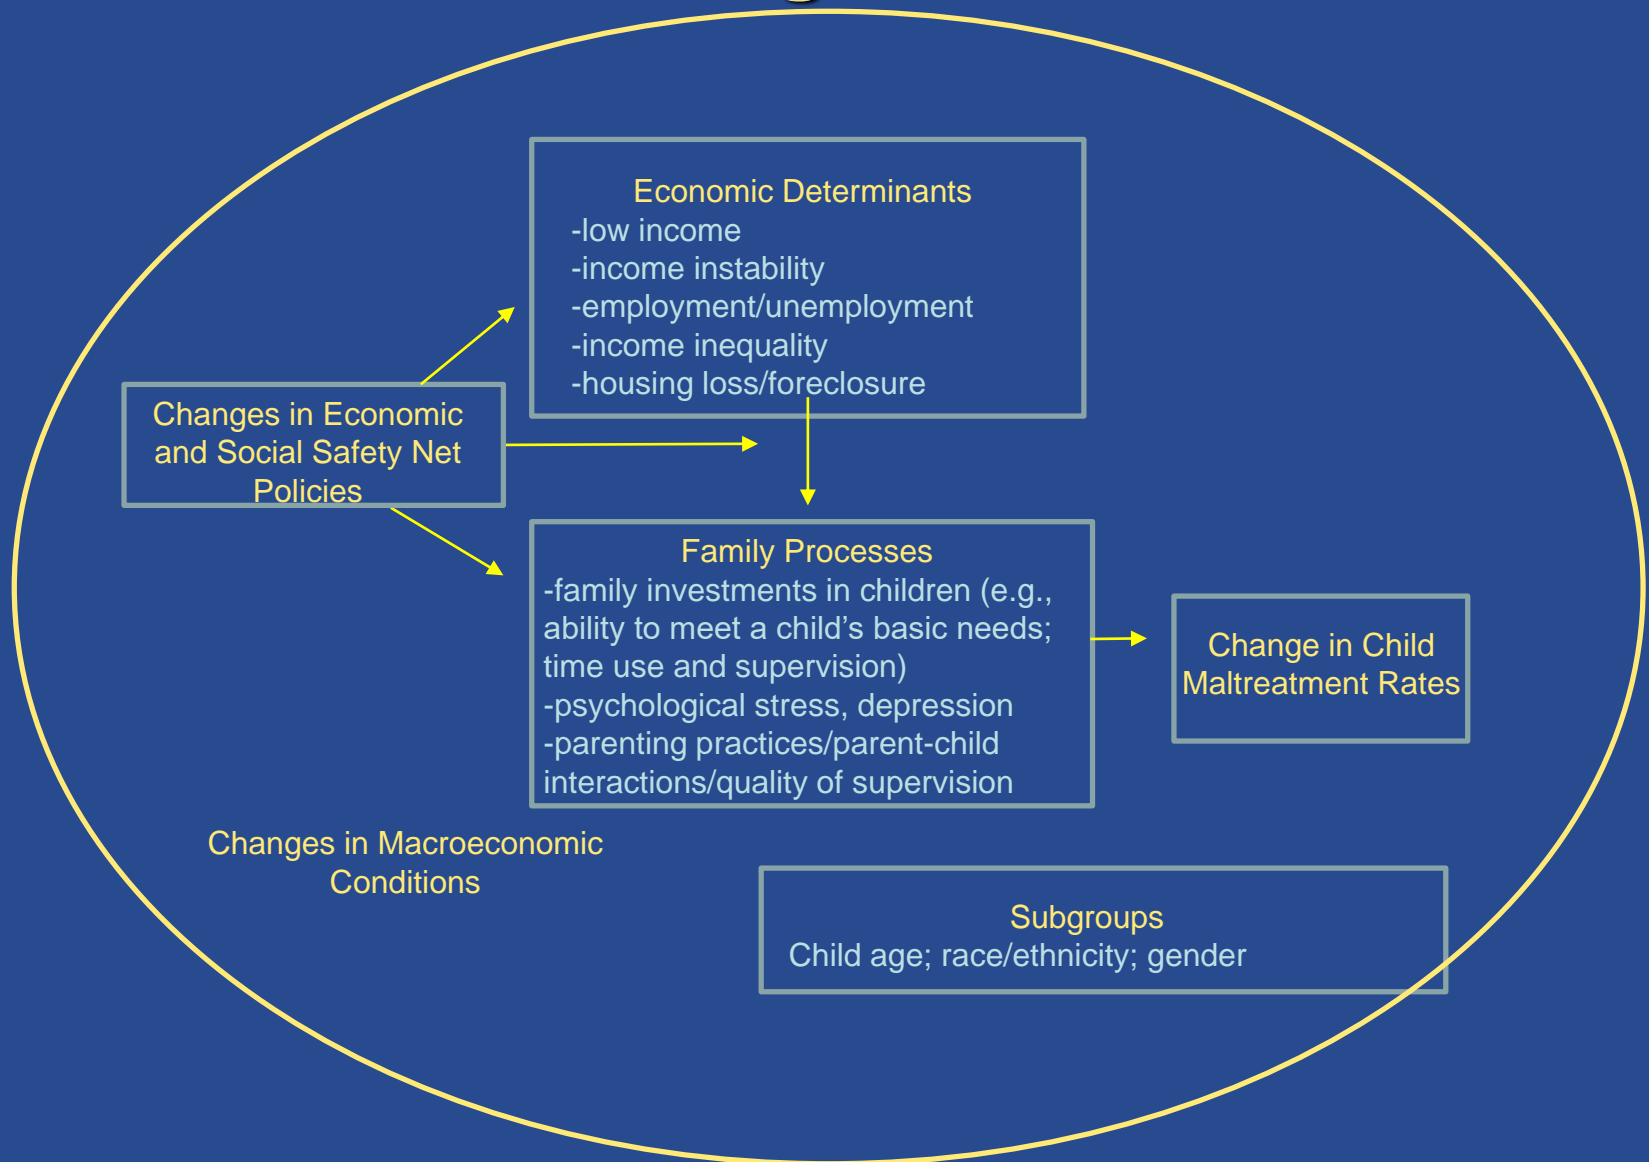 Economic Determinants
-low income
-income instability
-employment/unemployment
-income inequality
-housing loss/foreclosure
Changes in Economic
and Social Safety Net
Policies
Family Processes
-family investments in children (e.g.,
ability to meet a child’s basic needs;
time use and supervision)
-psychological stress, depression
-parenting practices/parent-child
interactions/quality of supervision
Change in Child
Maltreatment Rates
Changes in Macroeconomic
Conditions
Subgroups
Child age; race/ethnicity; gender